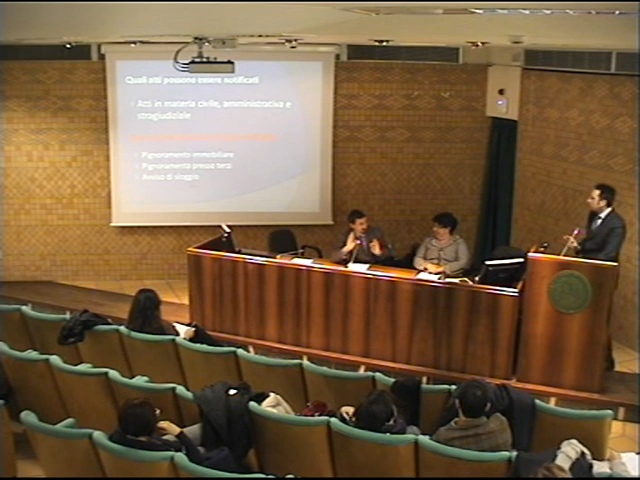 Quali atti possono essere notificati
Atti in materia civile, amministrativa e
stragiudiziale
Pignoramento immobiliare
Pignoramento presso terzi
Avviso di sloggio